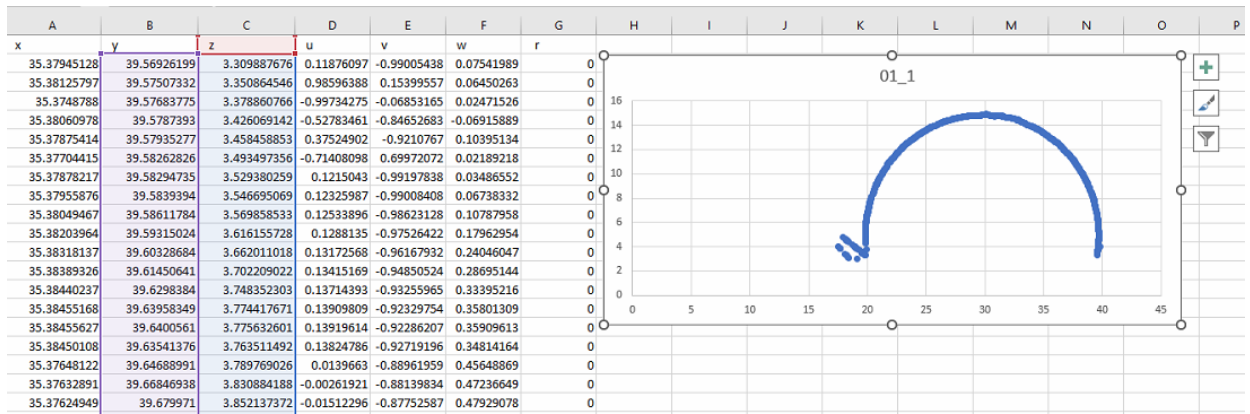 A B C D E F G H I J K L M N O P
x y z u v w r
35.37945128 39.56926199 3.309887676 0.11876097 -0.99005438 0.07541989 0
35.38125797 39.57507332 3.350864546 0.98596388 0.15399557 0.06450263 0
35.3748788 39.57683775 3.378860766 -0.99734275 -0.06853165 0.02471526 0
35.38060978 39.5787393 3.426069142 -0.52783461 -0.84652683 -0.06915889 0
35.37875414 39.57935277 3.458458853 0.37524902 -0.9210767 0.10395134 0
35.37704415 39.58262826 3.493497356 -0.71408098 0.69972072 0.02189218 0
35.37878217 39.58294735 3.529380259 0.1215043 -0.99197838 0.03486552 0
35.37955876 39.5839394 3.546695069 0.12325987 -0.99008408 0.06738332 0
35.38049467 39.58611784 3.569858533 0.12533896 -0.98623128 0.10787958 0
35.38203964 39.59315024 3.616155728 0.1288135 -0.97526422 0.17962954 0
35.38318137 39.60328684 3.662011018 0.13172568 -0.96167932 0.24046047 0
35.38389326 39.61450641 3.702209022 0.13415169 -0.94850524 0.28695144 0
35.38440237 39.6298384 3.748352303 0.13714393 -0.93255965 0.33395216 0
35.38455168 39.63958349 3.774417671 0.13909809 -0.92329754 0.35801309 0
35.38455627 39.6400561 3.775632601 0.13919614 -0.92286207 0.35909613 0
35.38450108 39.63541376 3.763511492 0.13824786 -0.92719196 0.34814164 0
35.37648122 39.64688991 3.789769026 0.0139663 -0.88961959 0.45648869 0
35.37632891 39.66846938 3.830884188 -0.00261921 -0.88139834 0.47236649 0
35.37624949 39.679971 3.852137372 -0.01512296 -0.87752587 0.47929078 0
01_1
16
14
12
10
8
6
4
2
0
0 5 10 15 20 25 30 35 40 45